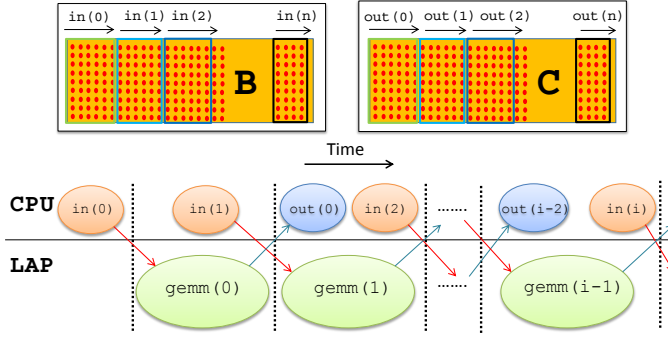 in(0) in(1) in(2) in(n)
B
out(0) out(1) out(2) out(n)
C
Time
CPU
in(0) in(1) out(0) in(2) ...... out(i-2) in(i)
LAP
gemm(0) gemm(1) ...... gemm(i-1)